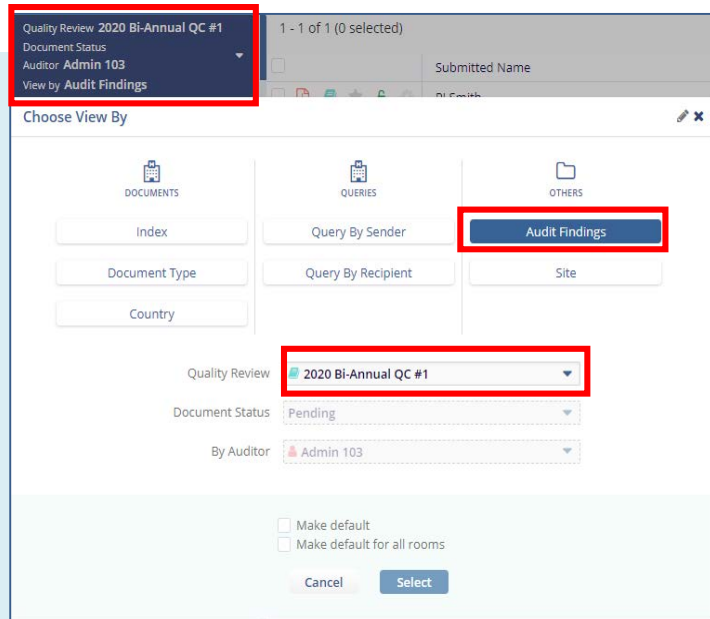 Quality Review 2020 Bi-Annual QC #1
Document Status
Auditor Admin 103
View by Audit Findings
1 - 1 of 1 (0 selected)
Submitted Name
PI Smith
Choose View By
DOCUMENTS QUERIES OTHERS
Index Query By Sender Audit Findings
Document Type Query By Recipient Site
Country
Quality Review 2020 Bi-Annual QC #1
Document Status Pending
By Auditor Admin 103
Make default
Make default for all rooms
Cancel Select